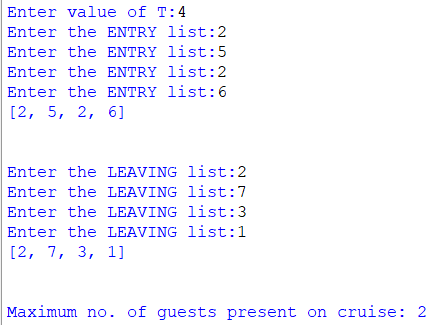 Enter value of T:4
Enter the ENTRY list:2
Enter the ENTRY list:5
Enter the ENTRY list:2
Enter the ENTRY list:6
[2, 5, 2, 6]
Enter the LEAVING list:2
Enter the LEAVING list:7
Enter the LEAVING list:3
Enter the LEAVING list:1
[2, 7, 3, 1]
Maximum no. of guests present on cruise: 2